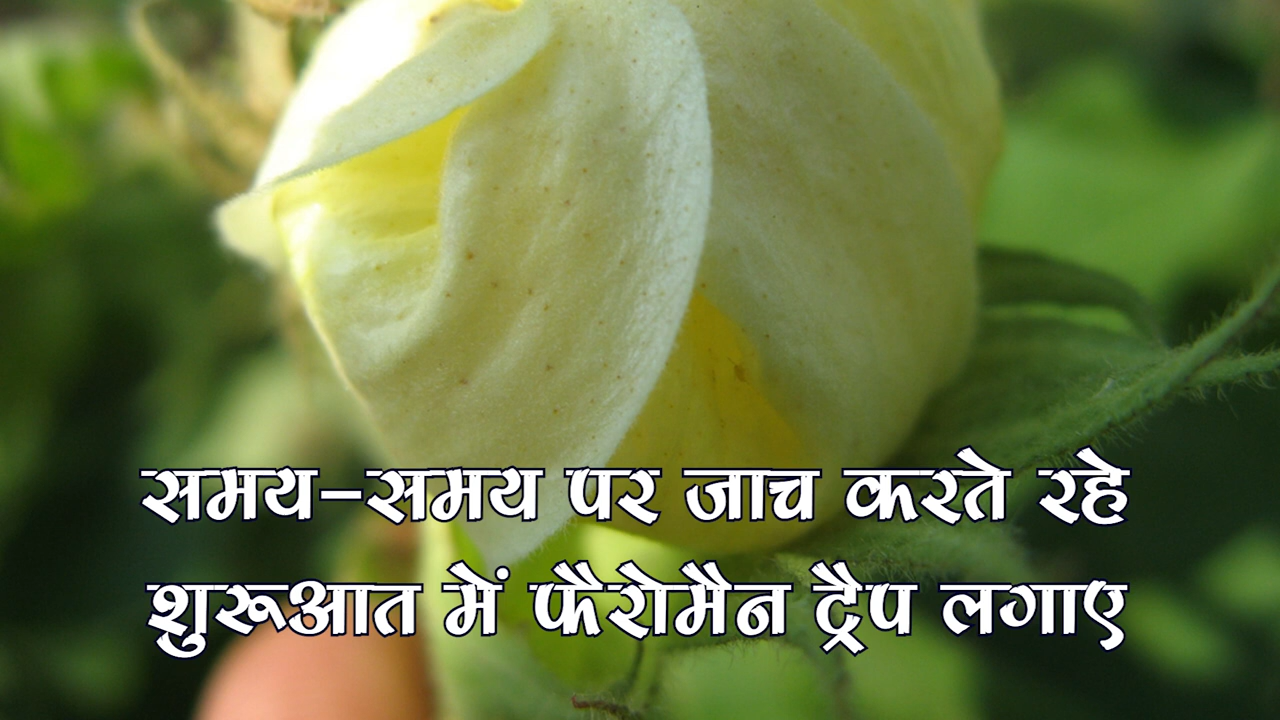 समय-समय पर जाच करते रहे
शुरूआत में फैरोमैन ट्रैप लगाए